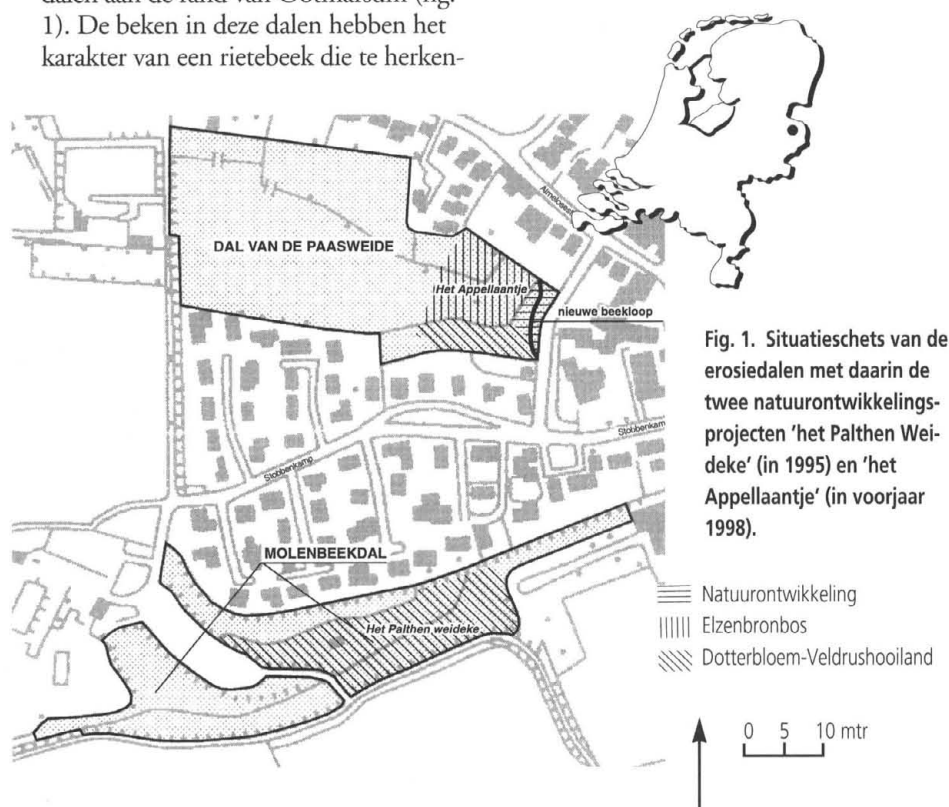 1). De beken in deze dalen hebben het
karakter van een rietebeek die te herken-
DAL VAN DE PAASWEIDE
Het Appellaantje
nieuwe beekloop
Stobbenkamp
Stobbenkamp
MOLENBEEKDAL
Het Palthen weideke
Fig. 1. Situatieschets van de
erosiedalen met daarin de
twee natuurontwikkelings-
projecten 'het Palthen Wei-
deke' (in 1995) en 'het
Appellaantje' (in voorjaar
1998).
Natuurontwikkeling
Elzenbronbos
Dotterbloem-Veldrushooiland
0 5 10 mtr